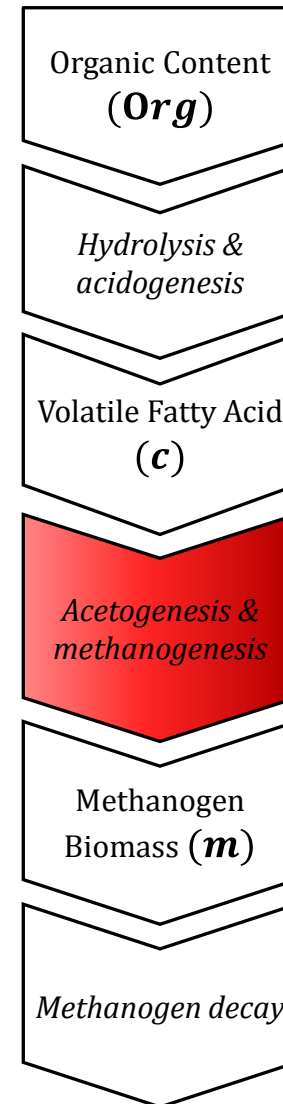 Organic Content
(Org)
Hydrolysis &
acidogenesis
Volatile Fatty Acid
(c)
Acetogenesis &
methanogenesis
Methanogen
Biomass (m)
Methanogen decay